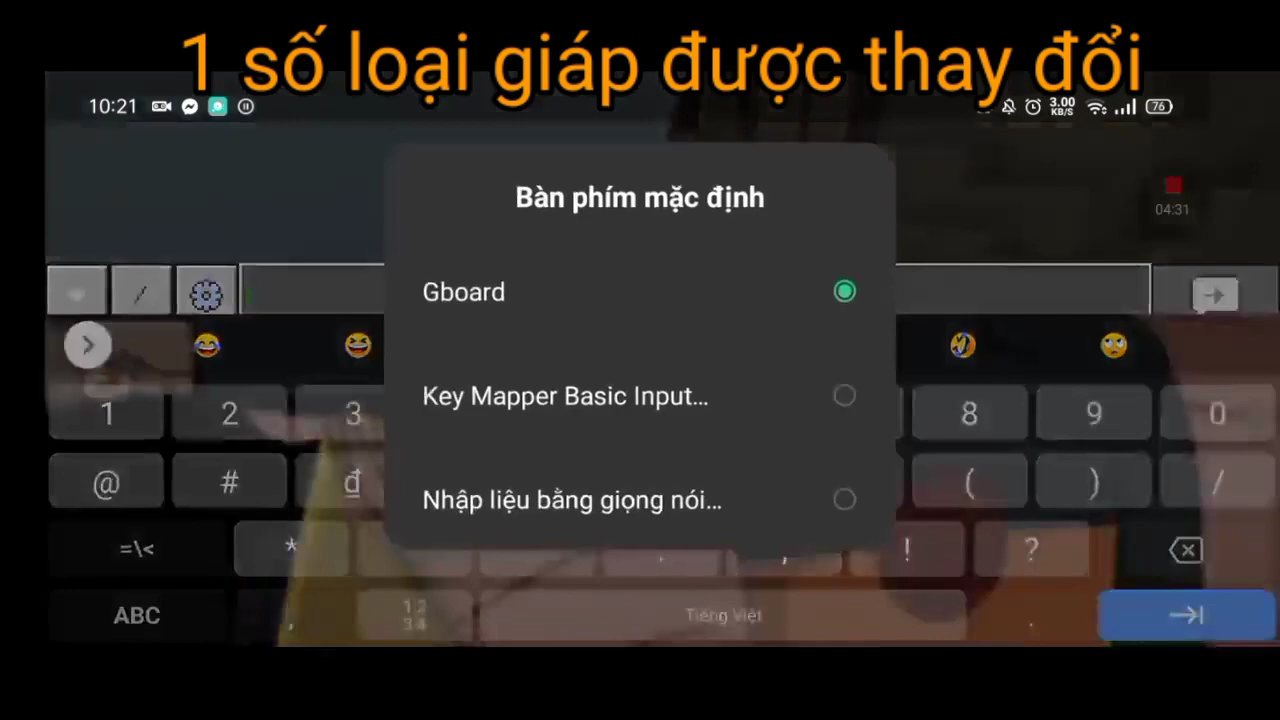 1 số loại giáp được thay đổi
10:21
3.00
KB/S
76
Bàn phím mặc định
04:31
Gboard
Key Mapper Basic Input...
Nhập liệu bằng giọng nói...
1 2 3 8 9 0
@ # đ ( ) /
=\< * . , ! ?
ABC , 12 34 Tiếng Việt .